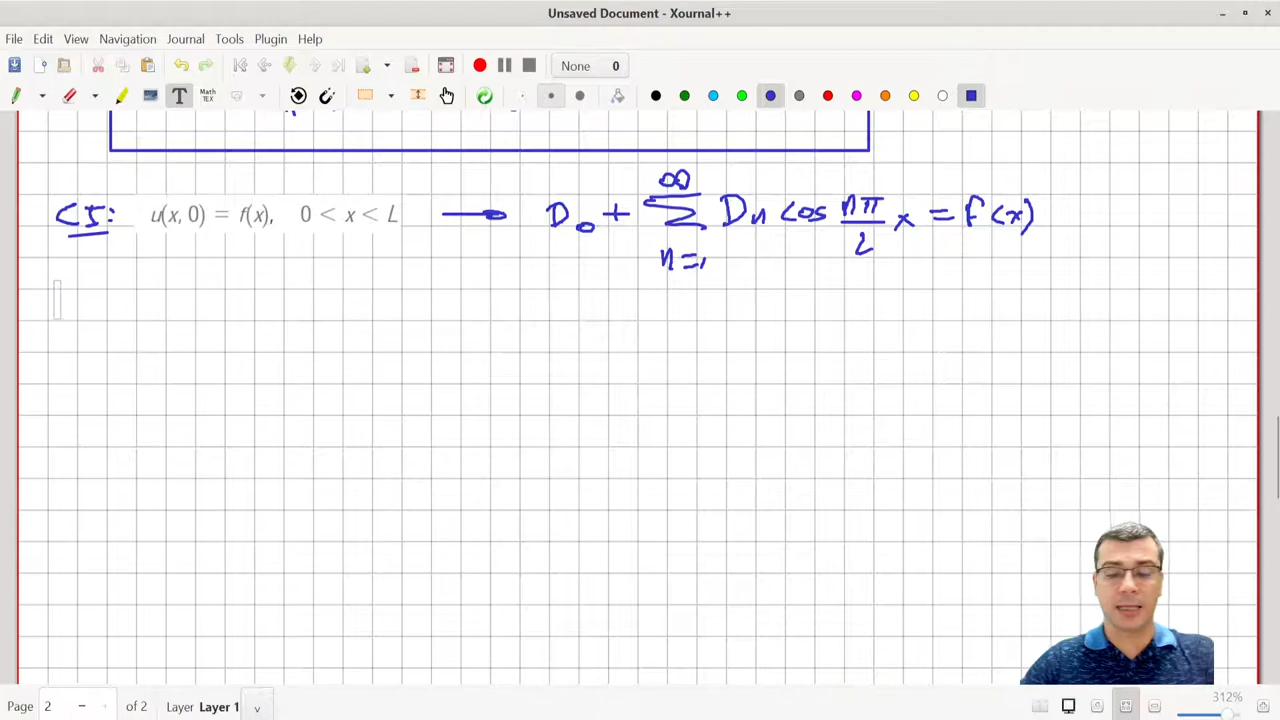 Unsaved Document - Xournal++
File Edit View Navigation Journal Tools Plugin Help
None 0
T MATH TEX
C5: u(x, 0) = f(x), 0 < x < L → D₀ + ∑ₙ₌₁^∞ Dₙ cos nπ/L x = f(x)
Page 2 − + of 2 Layer Layer 1 312%